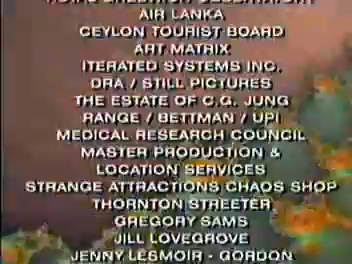 AIR LANKA
CEYLON TOURIST BOARD
ART MATRIX
ITERATED SYSTEMS INC.
DRA / STILL PICTURES
THE ESTATE OF C.G. JUNG
RANGE / BETTMAN / UPI
MEDICAL RESEARCH COUNCIL
MASTER PRODUCTION &
LOCATION SERVICES
STRANGE ATTRACTIONS CHAOS SHOP
THORNTON STREETER
GREGORY SAMS
JILL LOVEGROVE
JENNY LESMOIR - GORDON